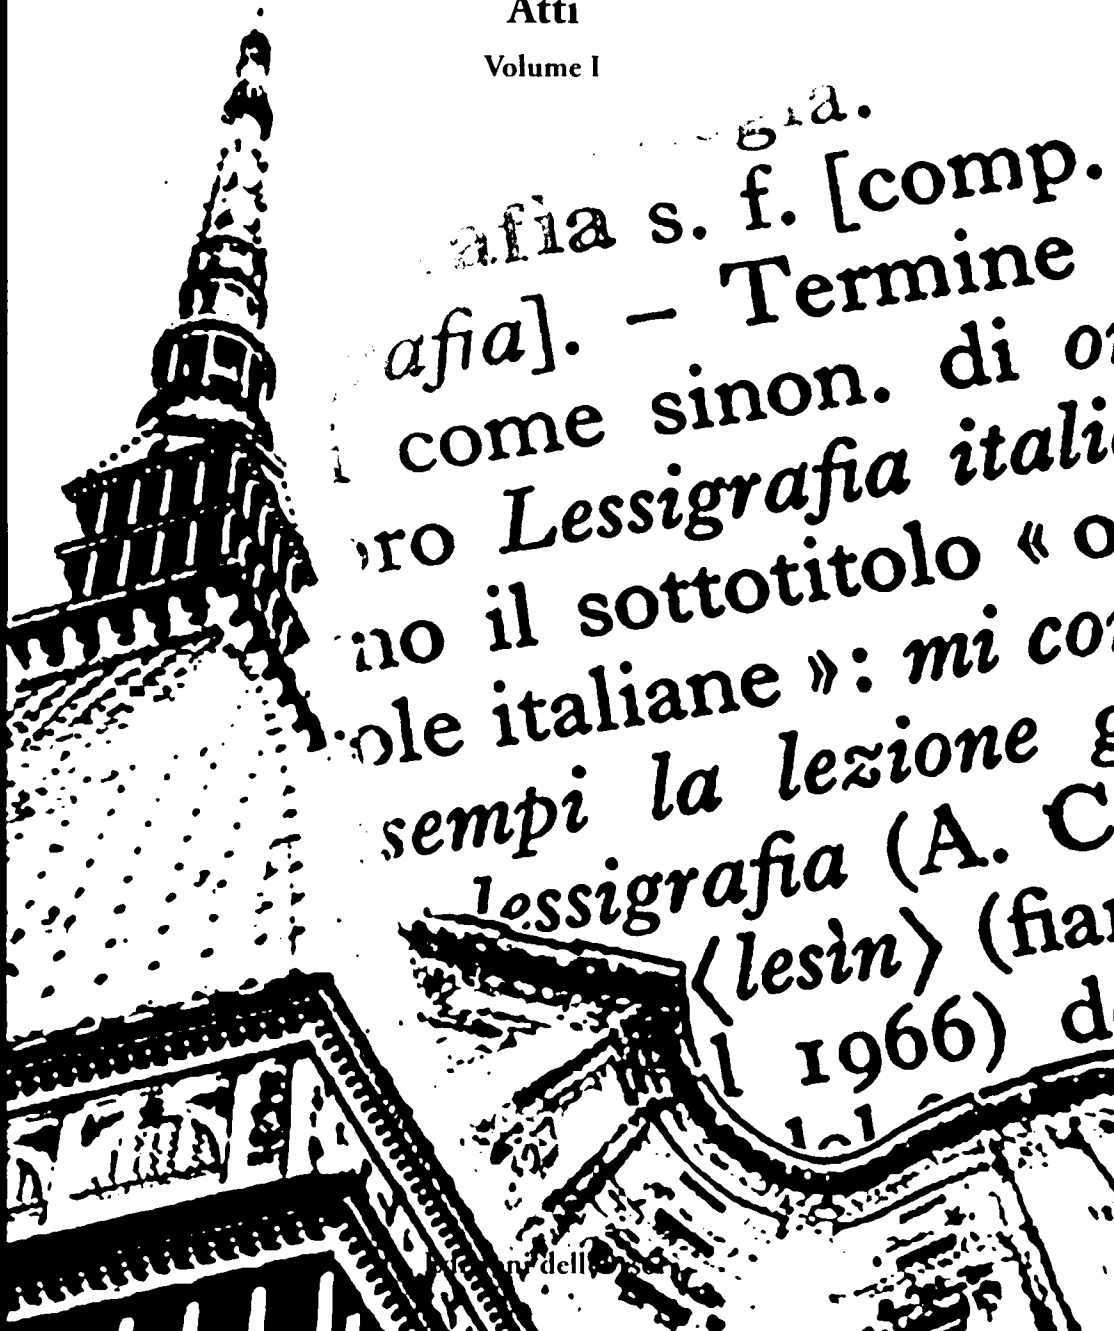 Atti
Volume I
gia.
afia s. f. [comp.
afia]. – Termine
come sinon. di
ro Lessigrafia itali
no il sottotitolo « o
ole italiane »: mi co
sempi la lezione g
lessigrafia (A. C
⟨lesìn⟩ (fia
l 1966) d